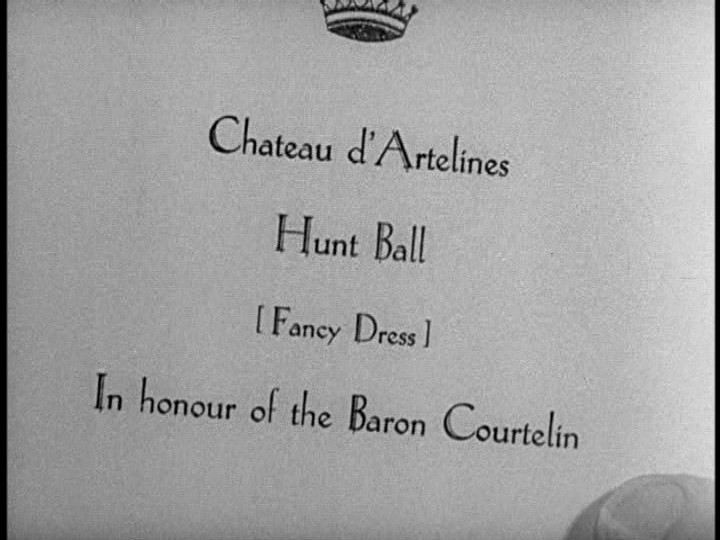 Chateau d'Artelines
Hunt Ball
[Fancy Dress]
In honour of the Baron Courtelin